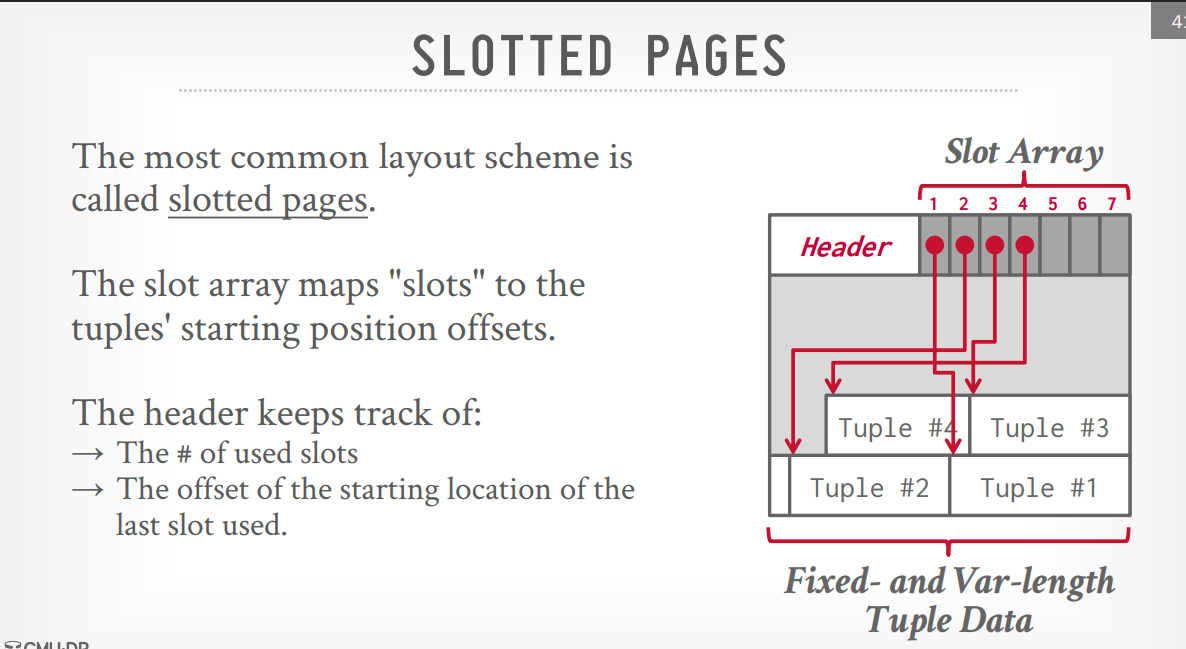 4
SLOTTED PAGES
The most common layout scheme is
called slotted pages.
The slot array maps "slots" to the
tuples' starting position offsets.
The header keeps track of:
→ The # of used slots
→ The offset of the starting location of the
last slot used.
Slot Array
1 2 3 4 5 6 7
Header
Tuple #4 Tuple #3
Tuple #2 Tuple #1
Fixed- and Var-length
Tuple Data
CMU·DB